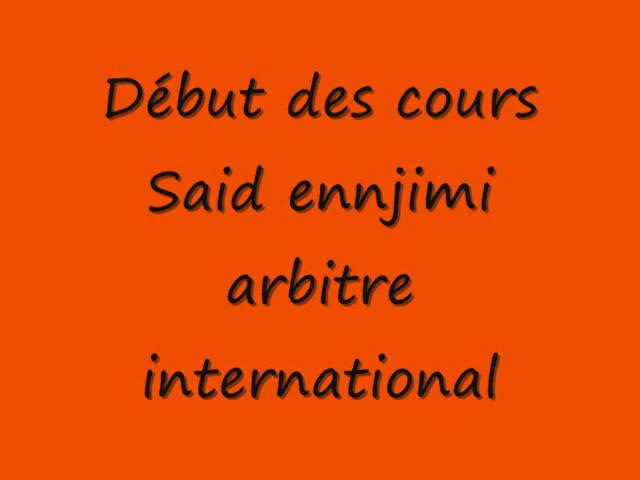 Début des cours
Said ennjimi
arbitre
international